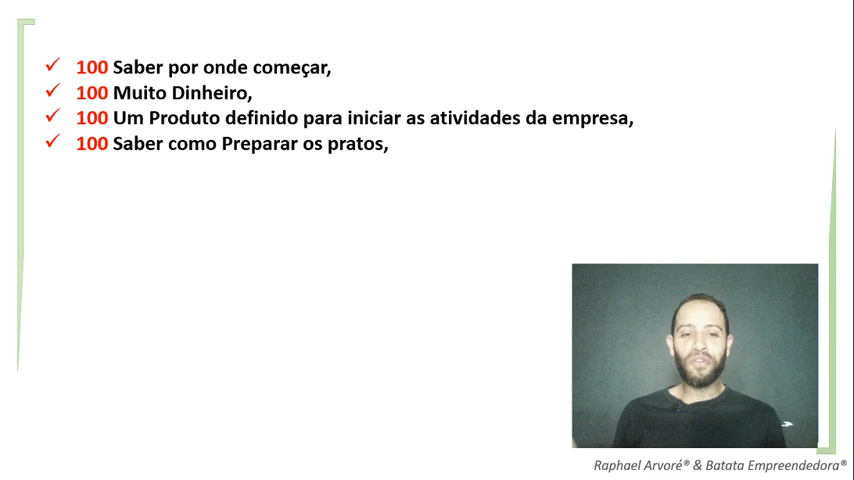 100 Saber por onde começar,
100 Muito Dinheiro,
100 Um Produto definido para iniciar as atividades da empresa,
100 Saber como Preparar os pratos,
Raphael Arvoré® & Batata Empreendedora®